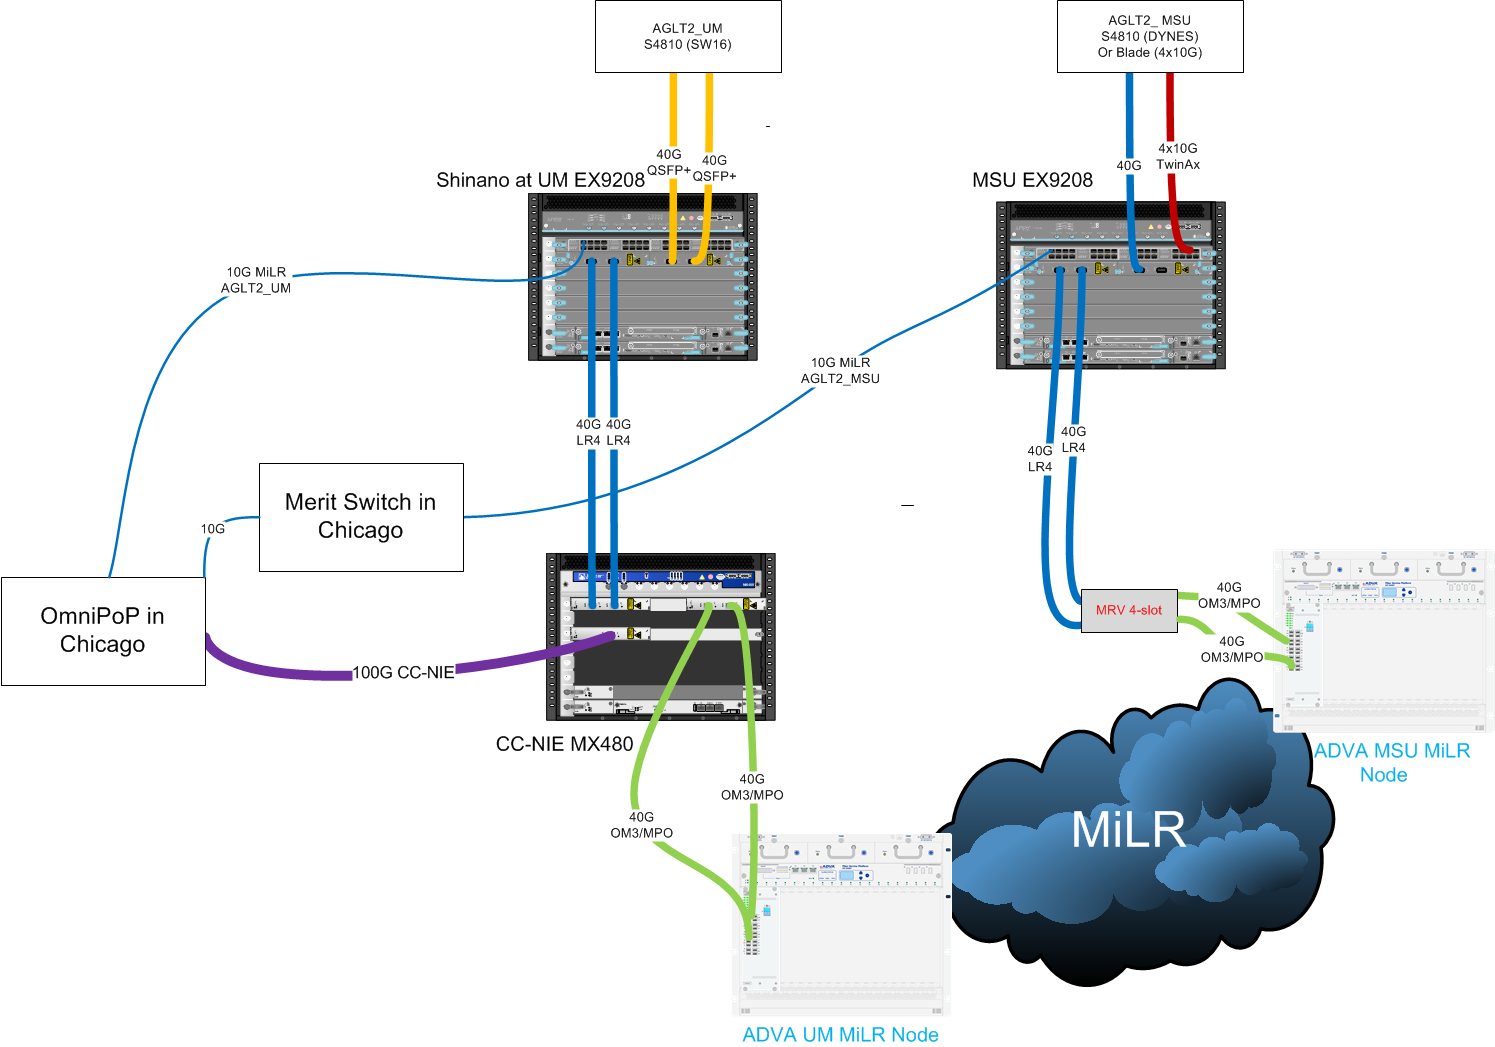 AGLT2_UM
S4810 (SW16)
AGLT2_ MSU
S4810 (DYNES)
Or Blade (4x10G)
40G
QSFP+
40G
QSFP+
40G
4x10G
TwinAx
Shinano at UM EX9208
MSU EX9208
10G MiLR
AGLT2_UM
10G MiLR
AGLT2_MSU
40G
LR4
40G
LR4
40G
LR4
40G
LR4
Merit Switch in
Chicago
10G
OmniPoP in
Chicago
100G CC-NIE
CC-NIE MX480
MRV 4-slot
40G
OM3/MPO
40G
OM3/MPO
ADVA MSU MiLR
Node
40G
OM3/MPO
40G
OM3/MPO
MiLR
ADVA UM MiLR Node